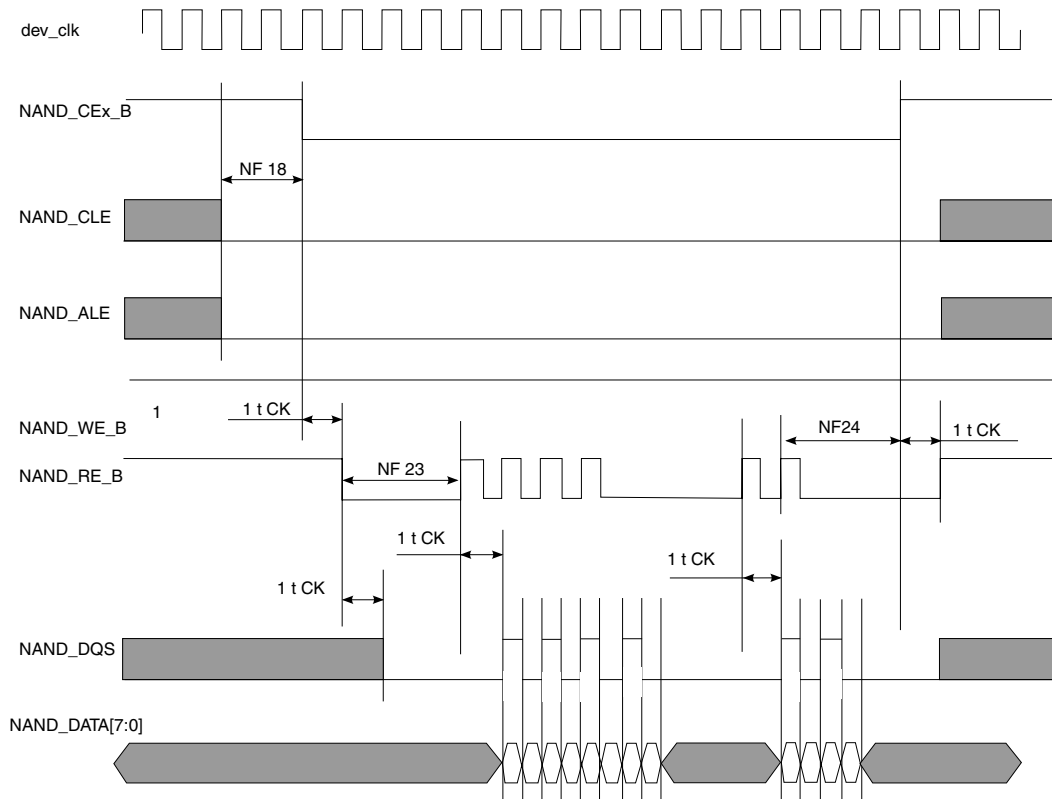 dev_clk
NAND_CEx_B
NF 18
NAND_CLE
NAND_ALE
1
1 t CK
NAND_WE_B
NF24
1 t CK
NAND_RE_B
NF 23
1 t CK
1 t CK
1 t CK
NAND_DQS
NAND_DATA[7:0]